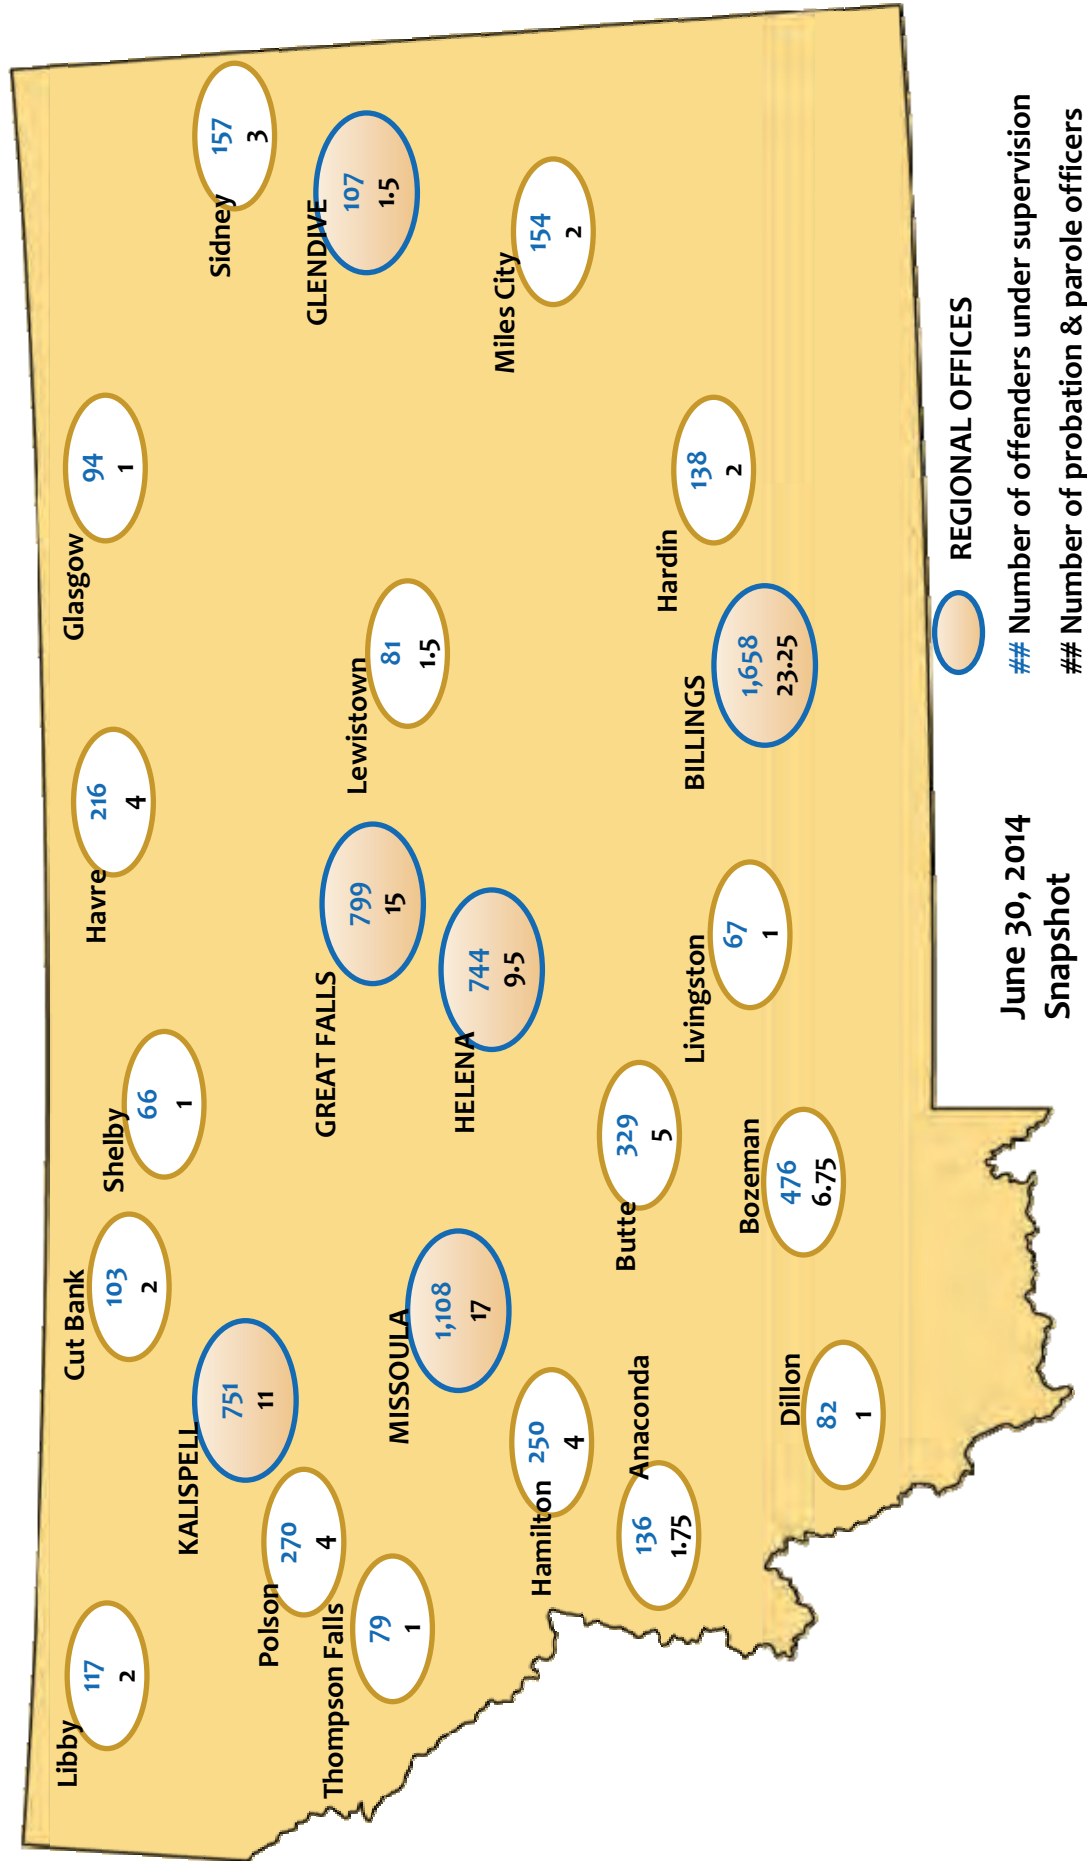 Libby
117
2
KALISPELL
751
11
Polson
270
4
Thompson Falls
79
1
Cut Bank
103
2
Shelby
66
1
Havre
216
4
Glasgow
94
1
Sidney
157
3
GLENDIVE
107
1.5
Miles City
154
2
GREAT FALLS
799
15
Lewistown
81
1.5
HELENA
744
9.5
MISSOULA
1,108
17
Hamilton
250
4
Anaconda
136
1.75
Butte
329
5
Dillon
82
1
Bozeman
476
6.75
Livingston
67
1
BILLINGS
1,658
23.25
Hardin
138
2
June 30, 2014
Snapshot
REGIONAL OFFICES
## Number of offenders under supervision
## Number of probation & parole officers